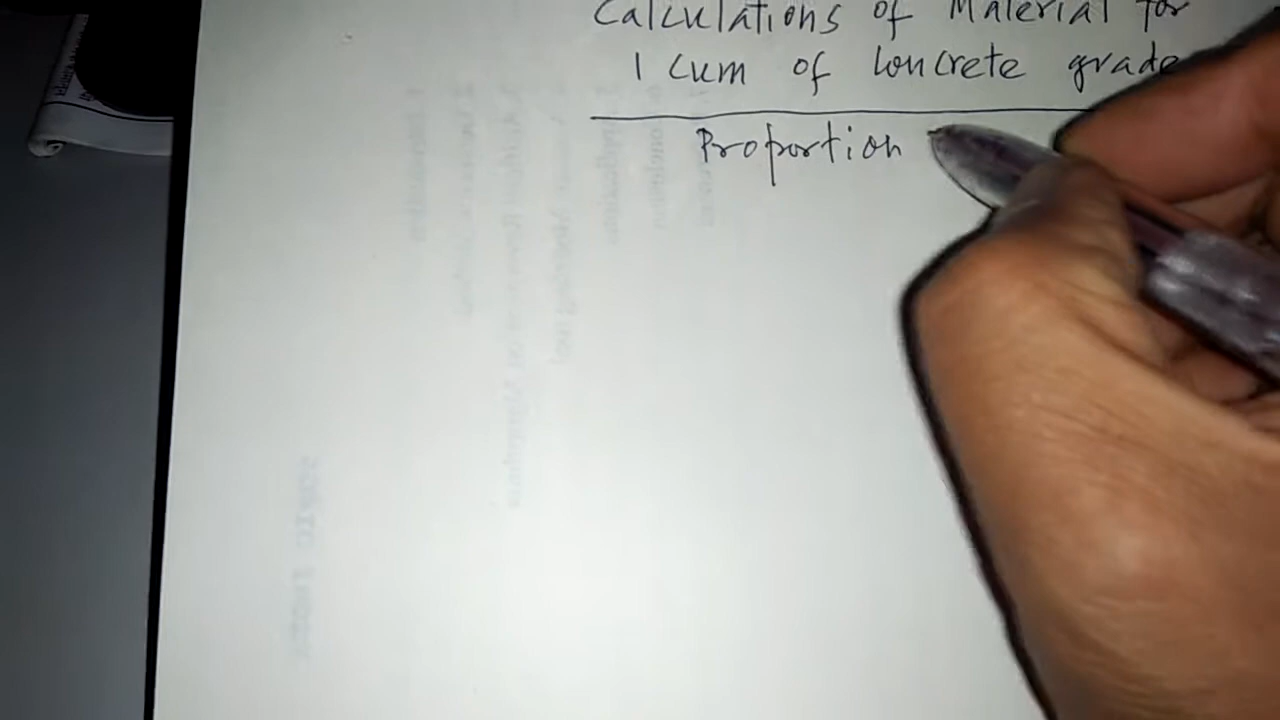 Calculations of Material for
1 Cum of Concrete grade
Proportion